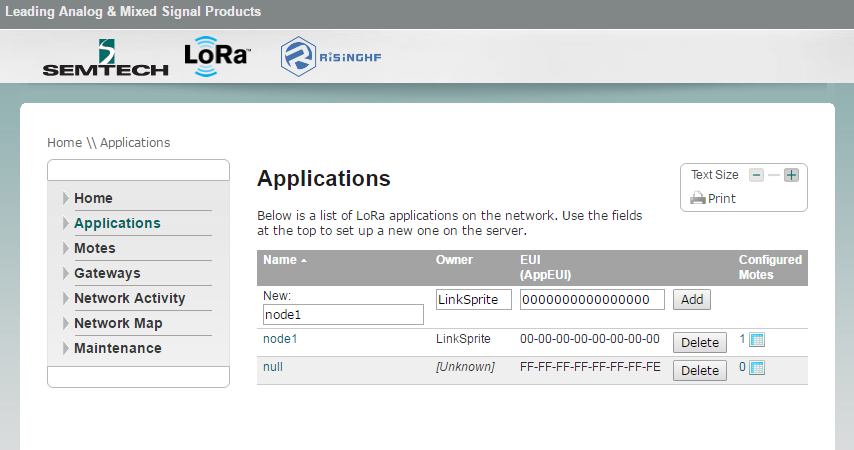 Leading Analog & Mixed Signal Products
SEMTECH LoRa™ RiSiNGHF
Home \\ Applications
Home
Applications
Motes
Gateways
Network Activity
Network Map
Maintenance
Applications
Text Size
Print
Below is a list of LoRa applications on the network. Use the fields
at the top to set up a new one on the server.
Name Owner EUI Configured
(AppEUI) Motes
New:
node1 LinkSprite 0000000000000000 Add
node1 LinkSprite 00-00-00-00-00-00-00-00 Delete 1
null [Unknown] FF-FF-FF-FF-FF-FF-FF-FE Delete 0